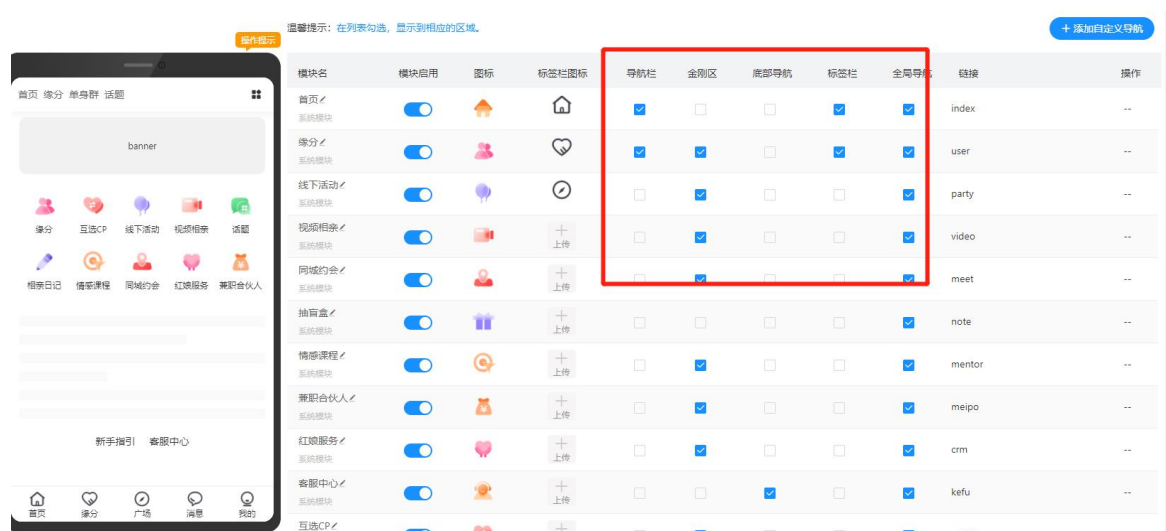 操作提示
首页 缘分 单身群 话题
banner
缘分 互选CP 线下活动 视频相亲 话题
相亲日记 情感课程 同城约会 红娘服务 兼职合伙人
新手指引 客服中心
首页 缘分 广场 消息 我的
温馨提示：在列表勾选，显示到相应的区域。
+ 添加自定义导航
模块名 模块启用 图标 标签栏图标 导航栏 金刚区 底部导航 标签栏 全局导航 链接 操作
首页 index --
系统模块
缘分 user --
系统模块
线下活动 party --
系统模块
视频相亲 上传 video --
系统模块
同城约会 上传 meet --
系统模块
抽盲盒 上传 note --
系统模块
情感课程 上传 mentor --
系统模块
兼职合伙人 上传 meipo --
系统模块
红娘服务 上传 crm --
系统模块
客服中心 上传 kefu --
系统模块
互选CP